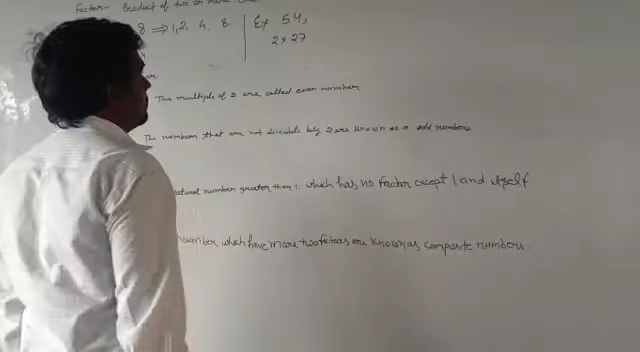 Factor - Product of two or more
8 ⇒ 1, 2, 4, 8. | Ex 54,
2 × 27
The multiple of 2 are called even number
The numbers that are not divisible by 2 are known as a odd numbers
natural number greater than 1, which has no factor except 1 and itself
number which have more two factors are known as composite numbers.